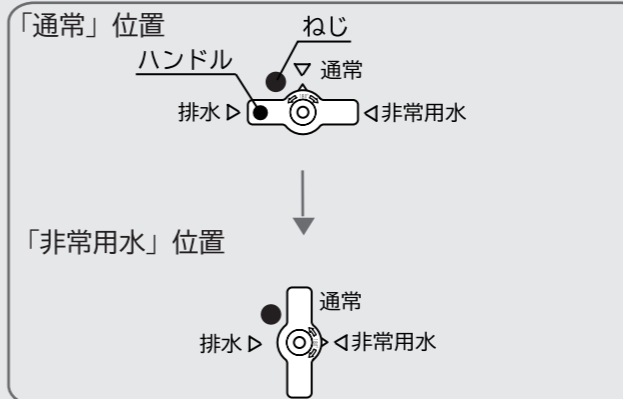 「通常」位置
ねじ
ハンドル
▽ 通常
排水 ▷
◁非常用水
「非常用水」位置
通常
排水 ▷
◁非常用水